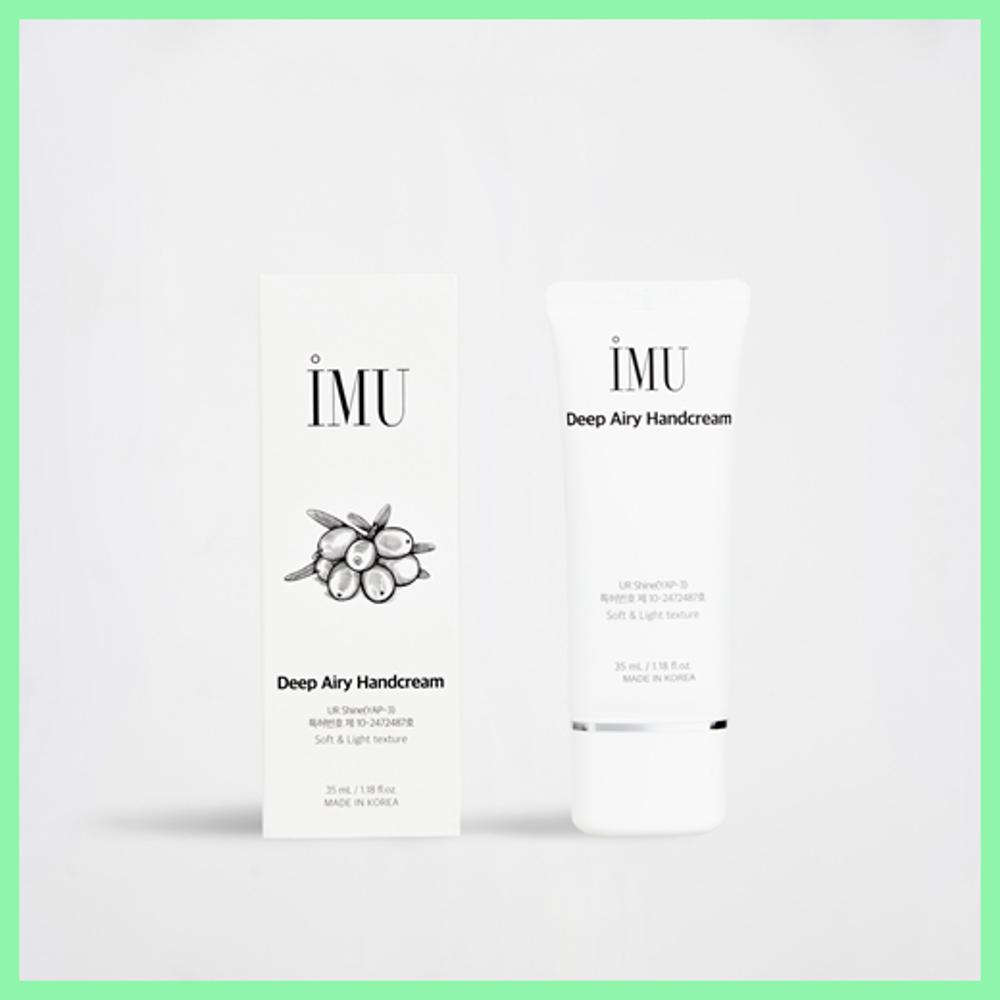 iMU
Deep Airy Handcream
UR Shine(YAP-3)
특허번호 제 10-2472487호
Soft & Light texture
35 mL / 1.18 fl.oz.
MADE IN KOREA
iMU
Deep Airy Handcream
UR Shine(YAP-3)
특허번호 제 10-2472487호
Soft & Light texture
35 mL / 1.18 fl.oz.
MADE IN KOREA